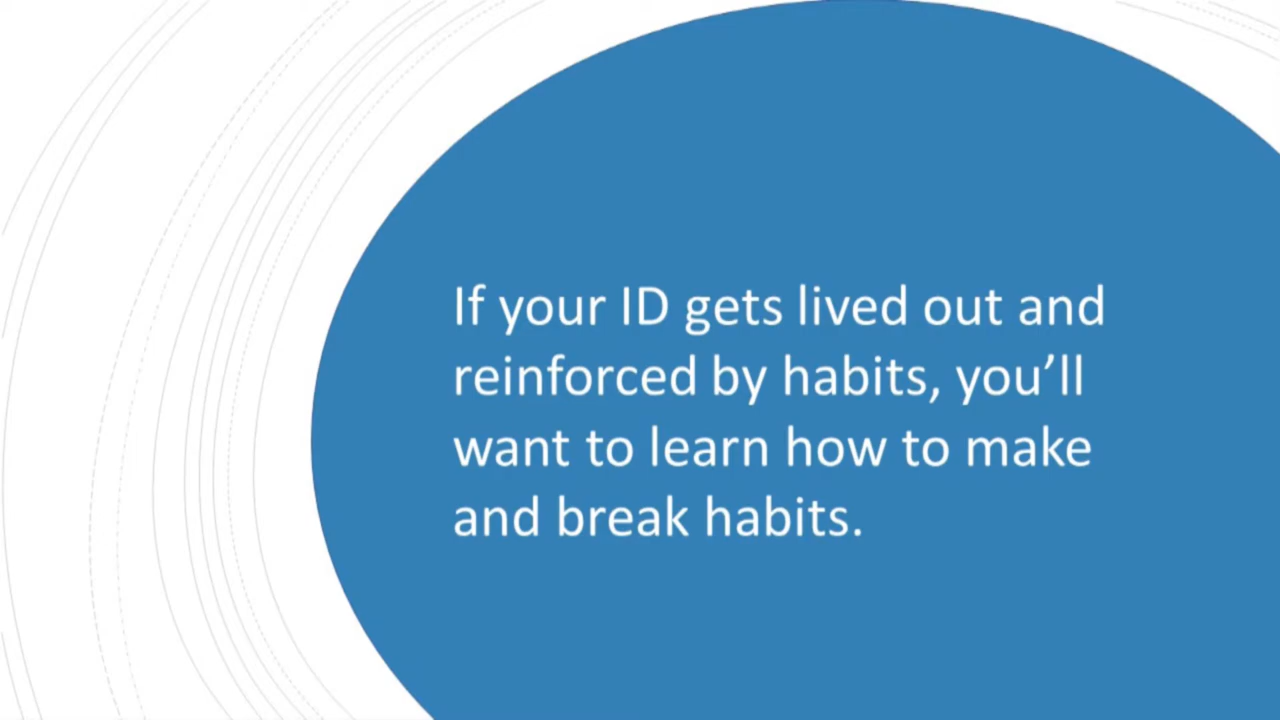 If your ID gets lived out and
reinforced by habits, you’ll
want to learn how to make
and break habits.